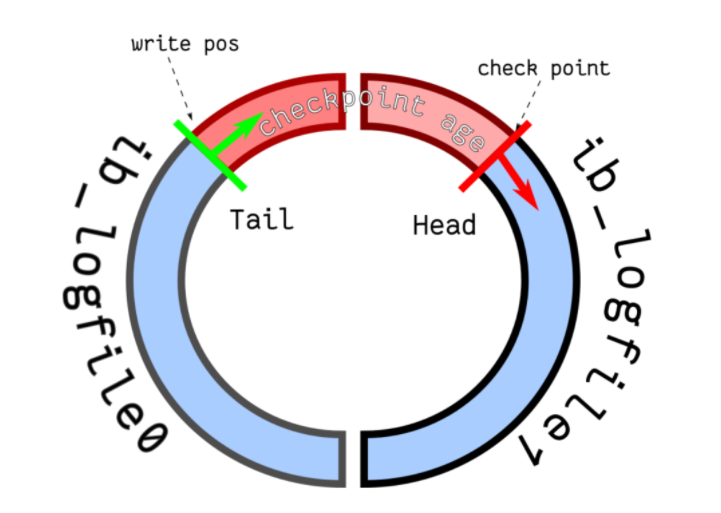 write pos
check point
checkpoint age
ib_logfile0
ib_logfile1
Tail
Head